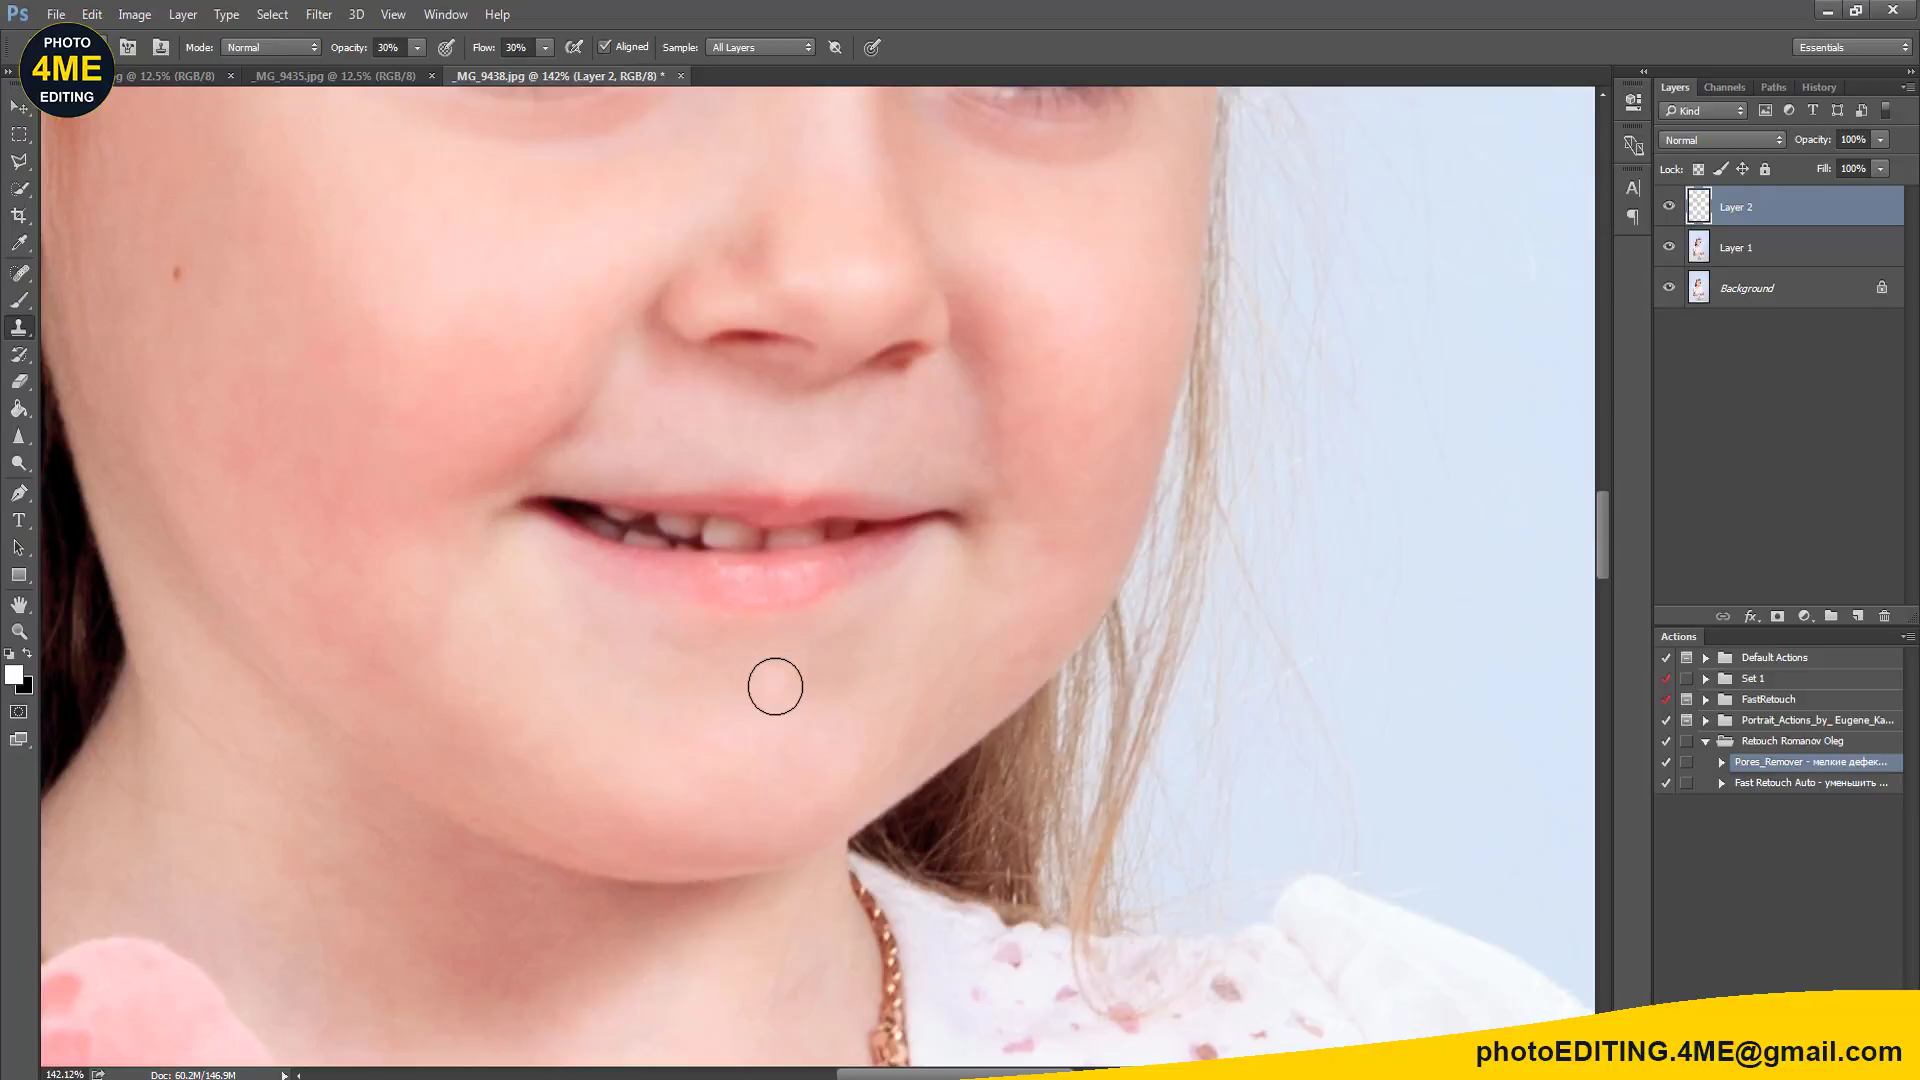 Ps File Edit Image Layer Type Select Filter 3D View Window Help
PHOTO
4ME
EDITING
Mode: Normal Opacity: 30% Flow: 30% Aligned Sample: All Layers Essentials
g @ 12.5% (RGB/8) × _MG_9435.jpg @ 12.5% (RGB/8) × _MG_9438.jpg @ 142% (Layer 2, RGB/8) * ×
Layers Channels Paths History
Kind
Normal Opacity: 100%
Lock: Fill: 100%
Layer 2
Layer 1
Background
fx
Actions
Default Actions
Set 1
FastRetouch
Portrait_Actions_by_ Eugene_Ka...
Retouch Romanov Oleg
Pores_Remover - мелкие дефек...
Fast Retouch Auto - уменьшить ...
photoEDITING.4ME@gmail.com
142.12% Doc: 60.2M/146.9M